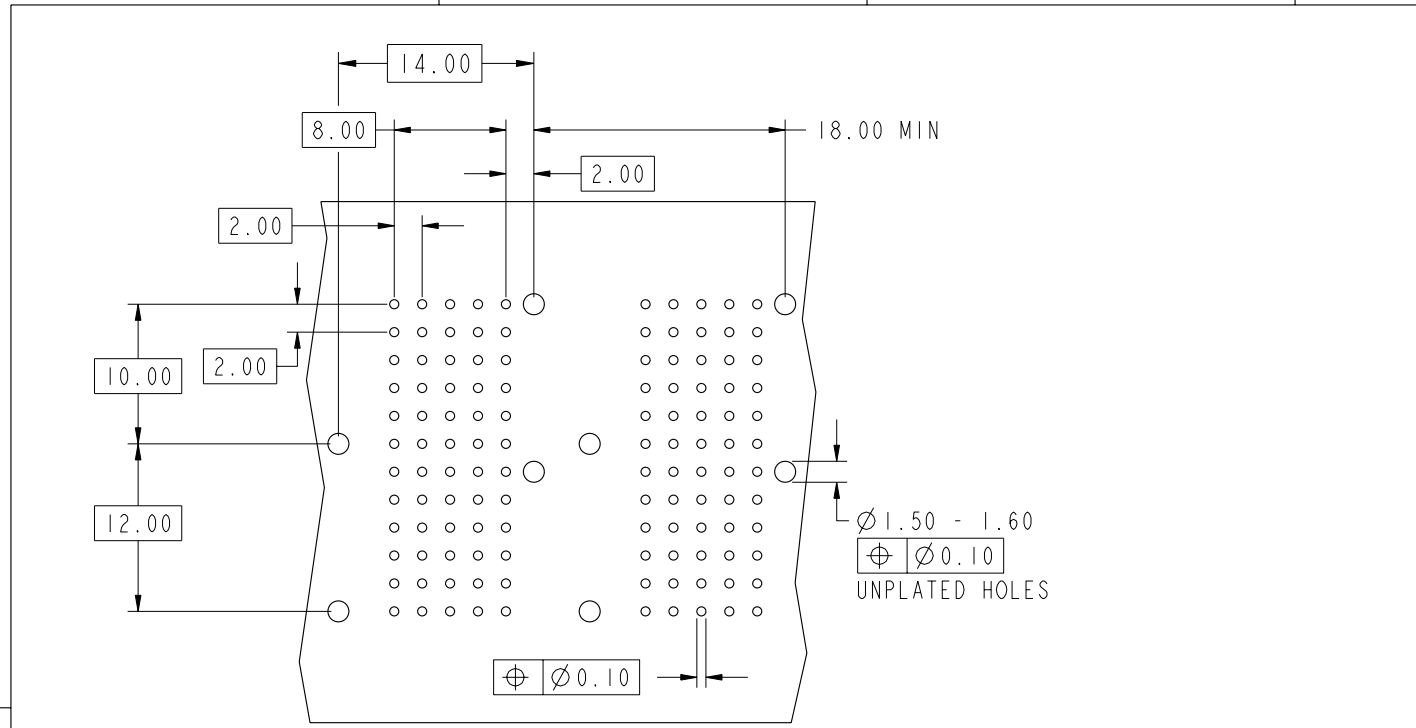 14.00
8.00
18.00 MIN
2.00
2.00
10.00
2.00
12.00
Ø1.50 - 1.60
⌖ Ø0.10
UNPLATED HOLES
⌖ Ø0.10